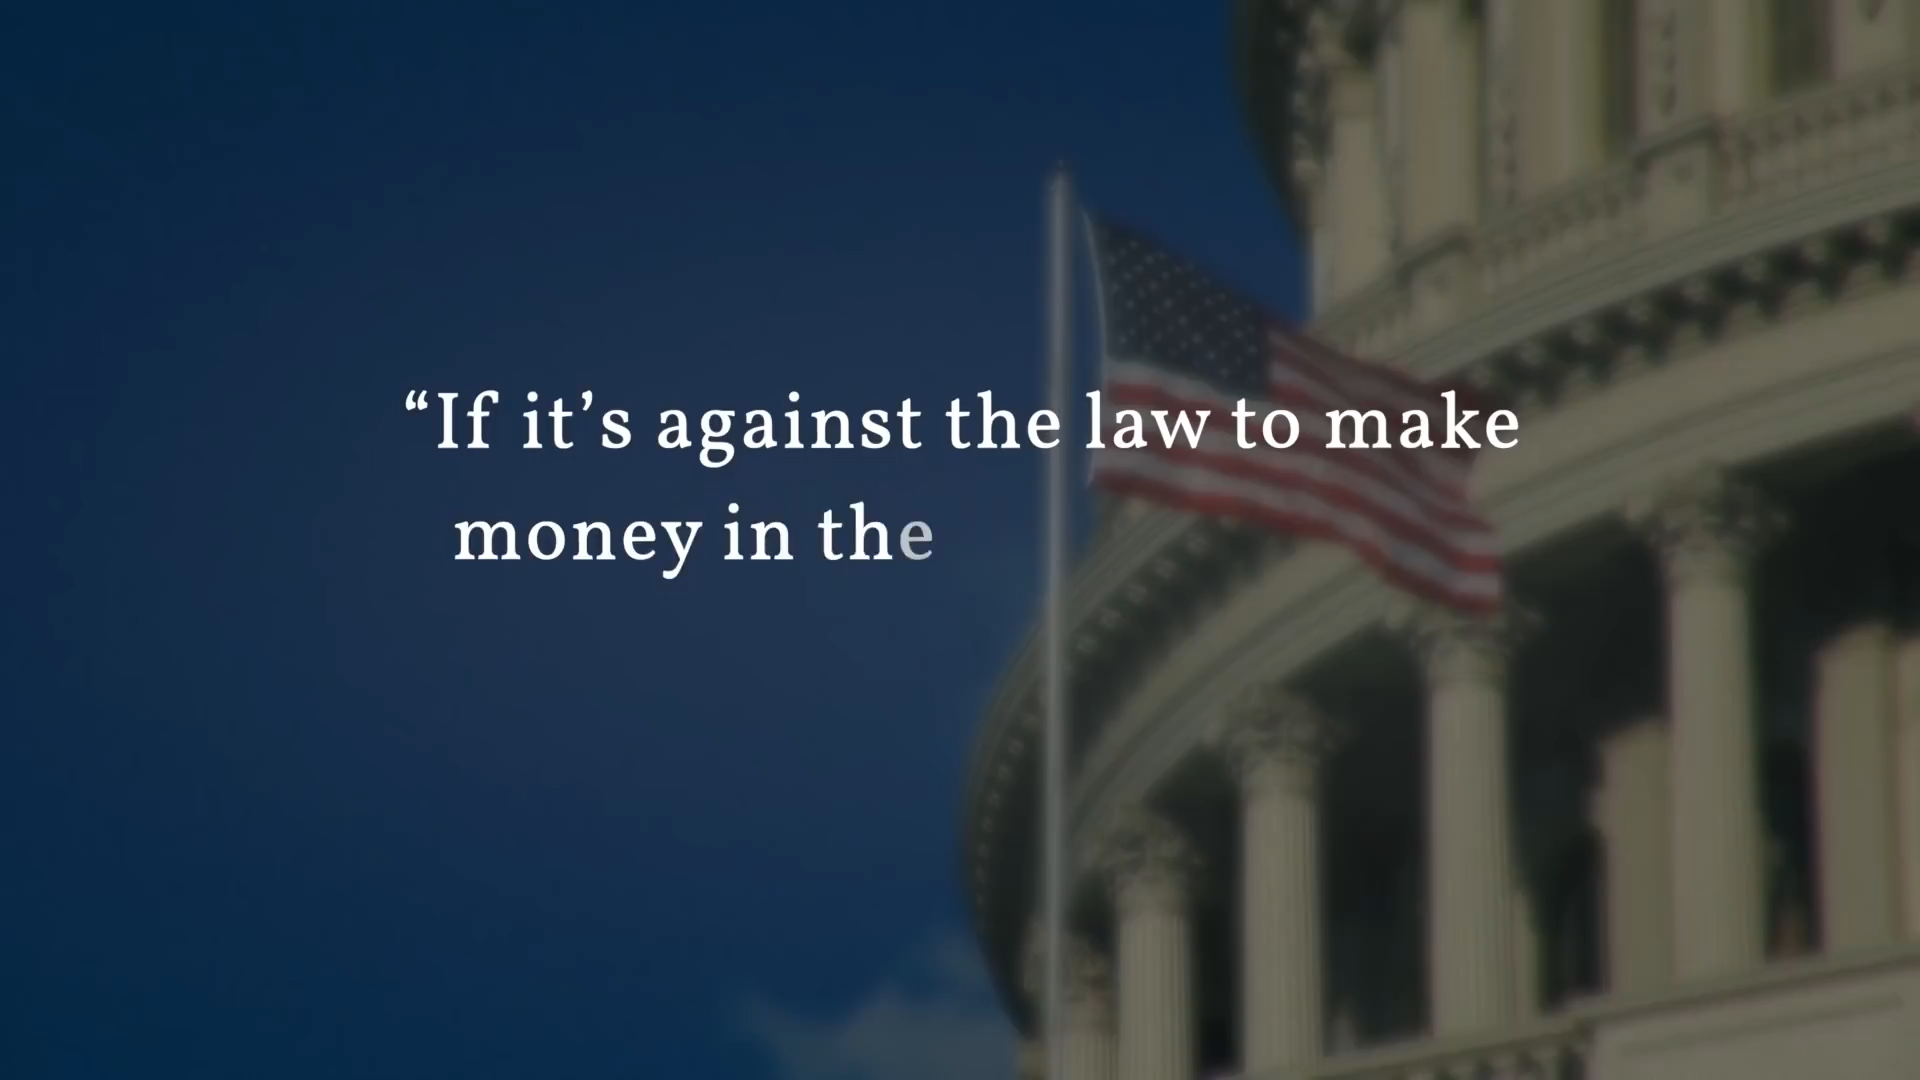 “If it’s against the law to make
money in the